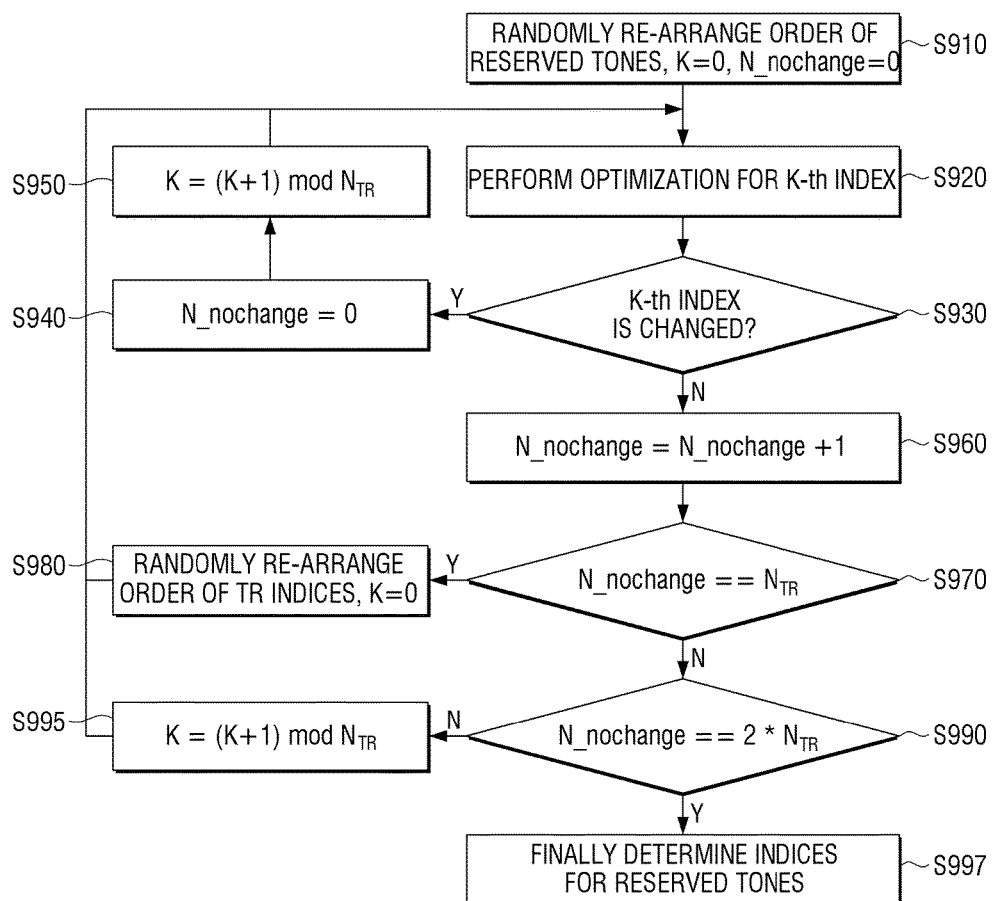 RANDOMLY RE-ARRANGE ORDER OF
RESERVED TONES, K=0, N_nochange=0
S910
S950
K = (K+1) mod NTR
PERFORM OPTIMIZATION FOR K-th INDEX
S920
S940
N_nochange = 0
Y
K-th INDEX
IS CHANGED?
S930
N
N_nochange = N_nochange +1
S960
S980
RANDOMLY RE-ARRANGE
ORDER OF TR INDICES, K=0
Y
N_nochange == NTR
S970
N
S995
K = (K+1) mod NTR
N
N_nochange == 2 * NTR
S990
Y
FINALLY DETERMINE INDICES
FOR RESERVED TONES
S997